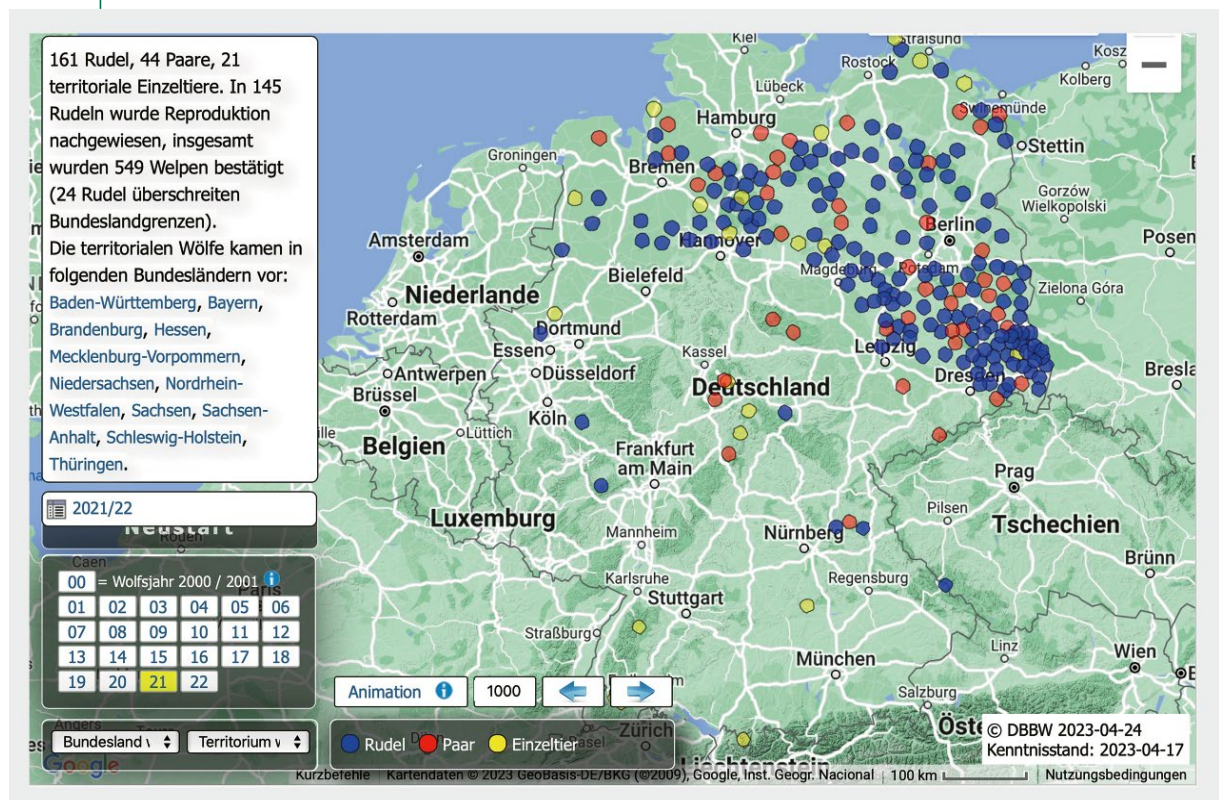 161 Rudel, 44 Paare, 21
territoriale Einzeltiere. In 145
Rudeln wurde Reproduktion
nachgewiesen, insgesamt
wurden 549 Welpen bestätigt
(24 Rudel überschreiten
Bundeslandgrenzen).
Die territorialen Wölfe kamen in
folgenden Bundesländern vor:
Baden-Württemberg, Bayern,
Brandenburg, Hessen,
Mecklenburg-Vorpommern,
Niedersachsen, Nordrhein-
Westfalen, Sachsen, Sachsen-
Anhalt, Schleswig-Holstein,
Thüringen.
2021/22
Neustart
Rouen
Caen
00 = Wolfsjahr 2000 / 2001
Paris
01 02 03 04 05 06
07 08 09 10 11 12
13 14 15 16 17 18
19 20 21 22
Angers
Bundesland
Territorium
Google
Animation
1000
Rudel
Paar
Einzeltier
Kiel
Stralsund
Rostock
Kolberg
Lübeck
Swinemünde
Hamburg
Stettin
Groningen
Bremen
Gorzów
Wielkopolski
Berlin
Amsterdam
Hannover
Posen
Magdeburg
Potsdam
Bielefeld
Niederlande
Zielona Góra
Rotterdam
Dortmund
Essen
Kassel
Leipzig
Antwerpen
Düsseldorf
Deutschland
Dresden
Brüssel
Köln
Belgien
Lüttich
Frankfurt
am Main
Prag
Luxemburg
Pilsen
Mannheim
Nürnberg
Tschechien
Brünn
Karlsruhe
Regensburg
Stuttgart
Straßburg
Linz
München
Wien
Salzburg
Zürich
Basel
Liechtenstein
© DBBW 2023-04-24
Kenntnisstand: 2023-04-17
Kurzbefehle
Kartendaten © 2023 GeoBasis-DE/BKG (©2009), Google, Inst. Geogr. Nacional
100 km
Nutzungsbedingungen